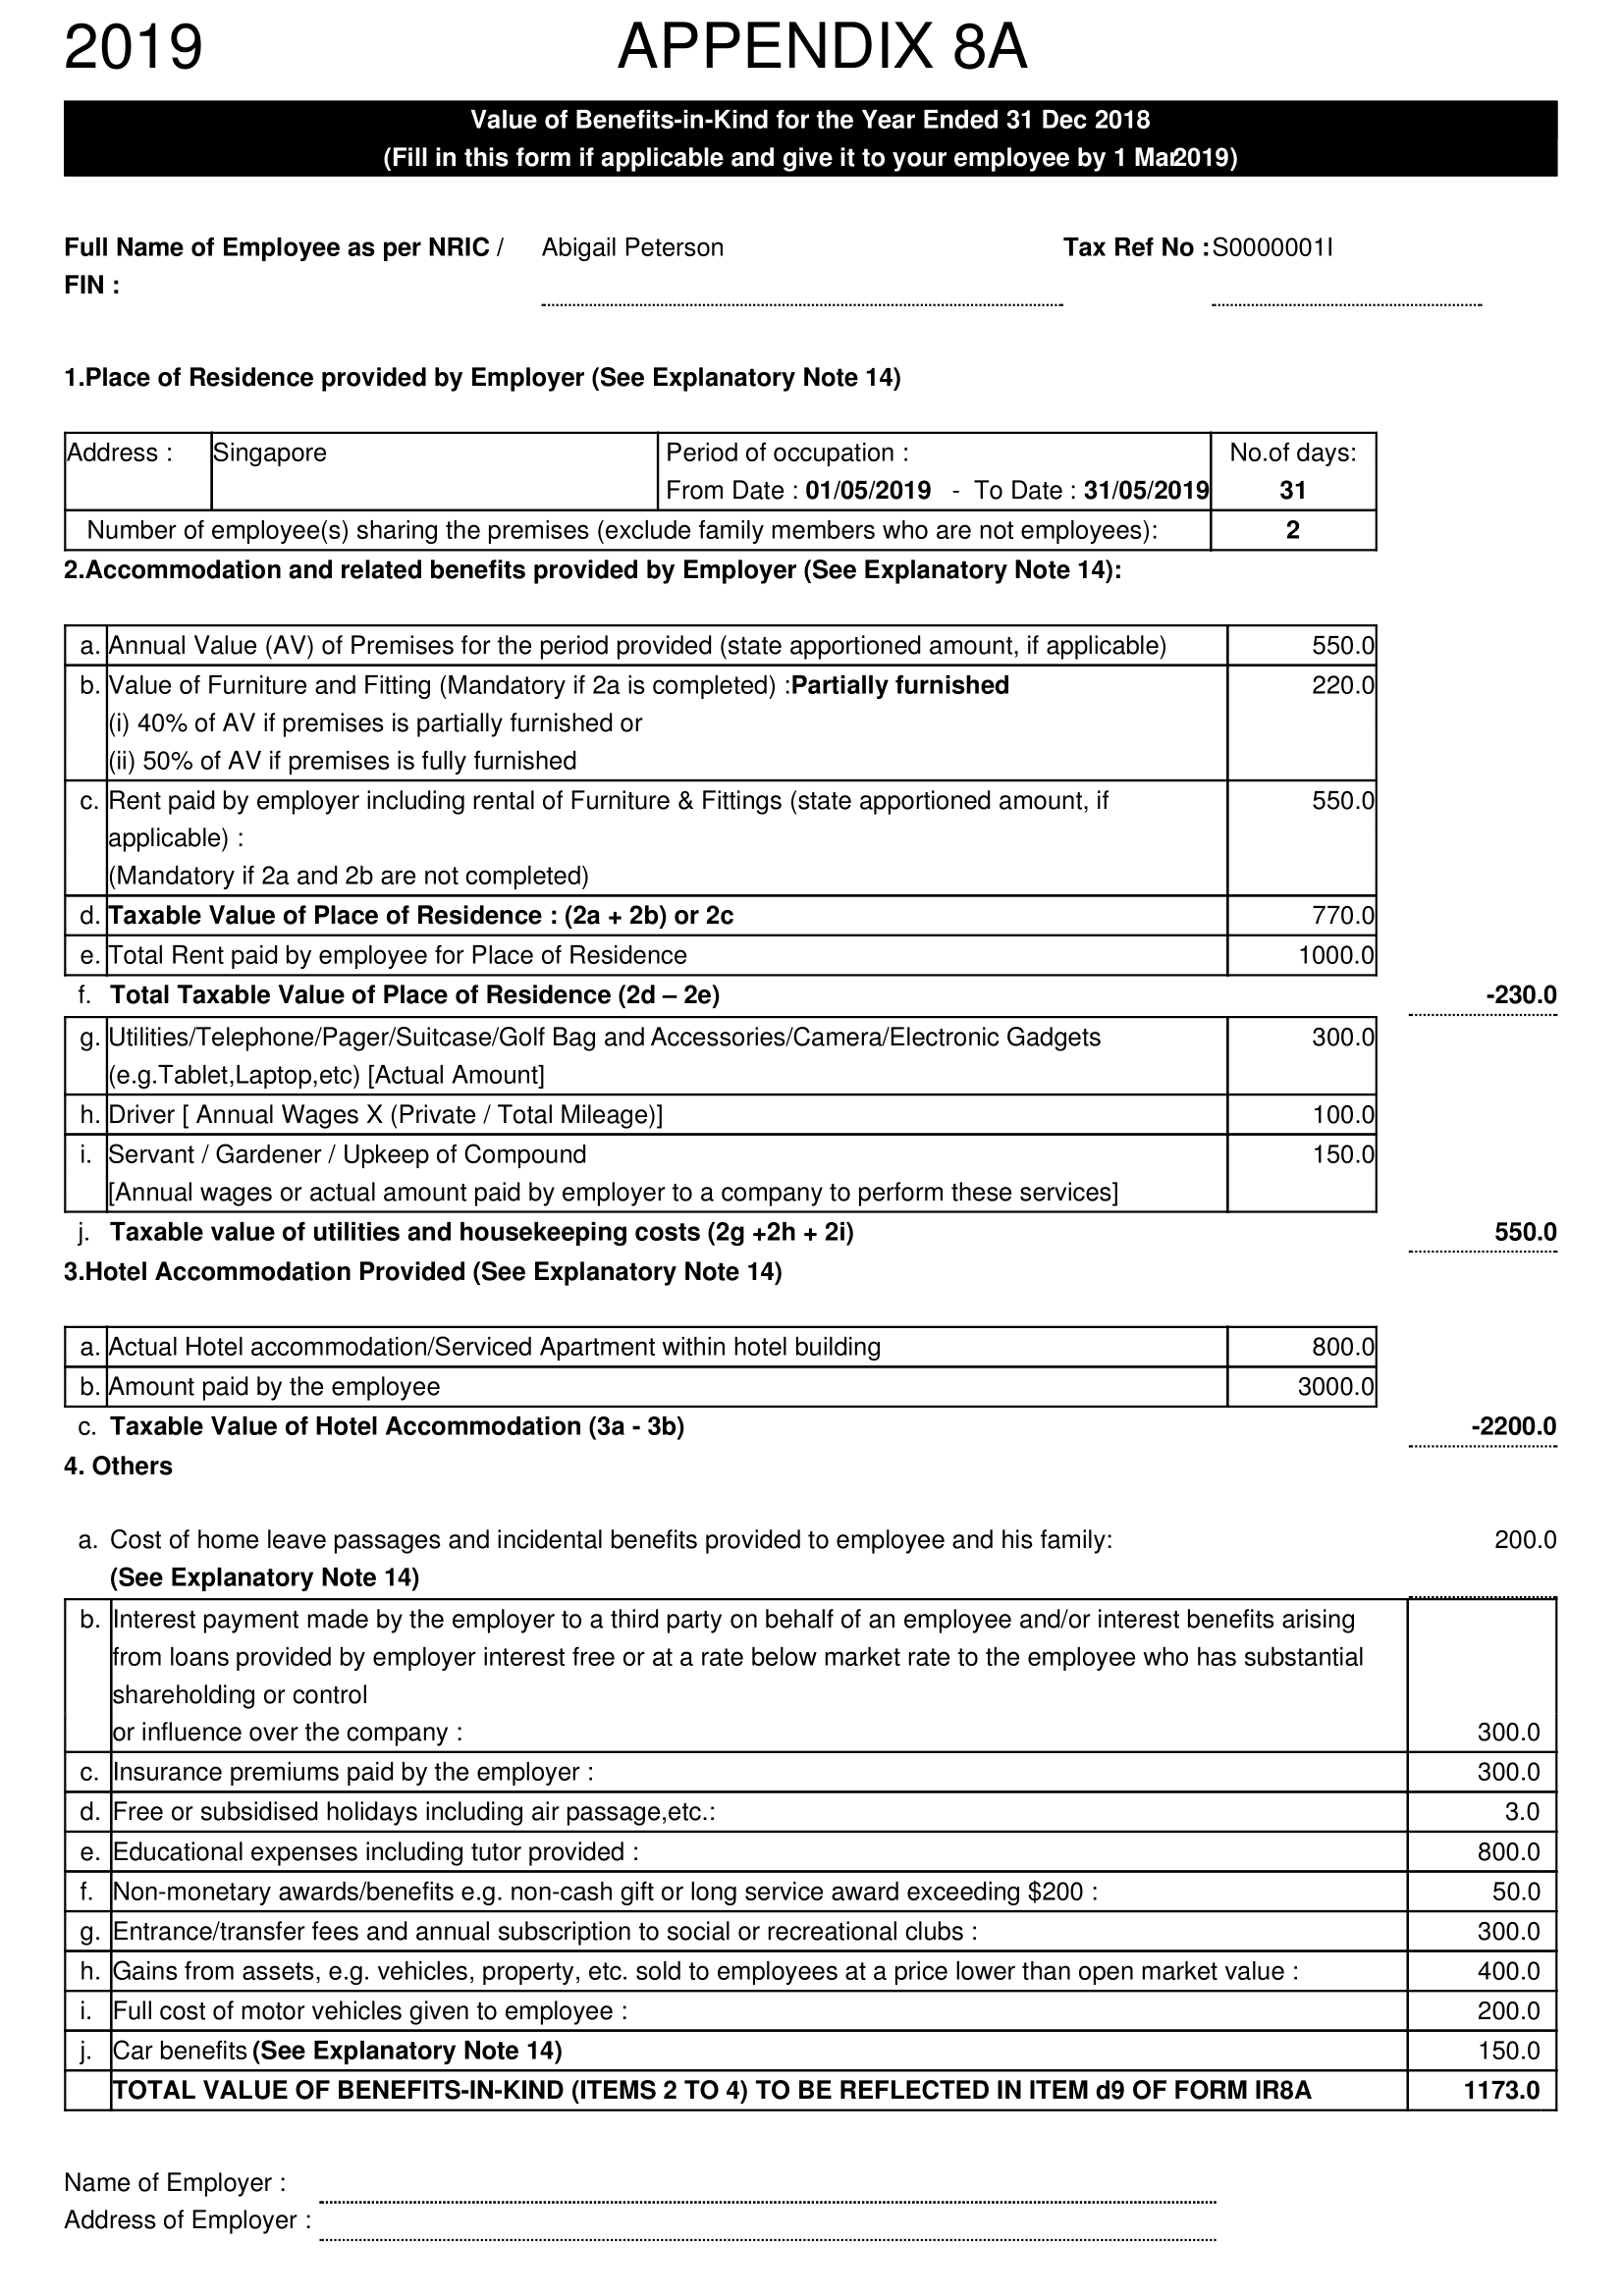 2019 APPENDIX 8A
Value of Benefits-in-Kind for the Year Ended 31 Dec 2018
(Fill in this form if applicable and give it to your employee by 1 Mar2019)
Full Name of Employee as per NRIC / Abigail Peterson Tax Ref No : S0000001I
FIN :
1.Place of Residence provided by Employer (See Explanatory Note 14)
Address : Singapore Period of occupation : No.of days:
From Date : 01/05/2019 - To Date : 31/05/2019 31
Number of employee(s) sharing the premises (exclude family members who are not employees): 2
2.Accommodation and related benefits provided by Employer (See Explanatory Note 14):
a. Annual Value (AV) of Premises for the period provided (state apportioned amount, if applicable) 550.0
b. Value of Furniture and Fitting (Mandatory if 2a is completed) :Partially furnished 220.0
(i) 40% of AV if premises is partially furnished or
(ii) 50% of AV if premises is fully furnished
c. Rent paid by employer including rental of Furniture & Fittings (state apportioned amount, if 550.0
applicable) :
(Mandatory if 2a and 2b are not completed)
d. Taxable Value of Place of Residence : (2a + 2b) or 2c 770.0
e. Total Rent paid by employee for Place of Residence 1000.0
f. Total Taxable Value of Place of Residence (2d – 2e) -230.0
g. Utilities/Telephone/Pager/Suitcase/Golf Bag and Accessories/Camera/Electronic Gadgets 300.0
(e.g.Tablet,Laptop,etc) [Actual Amount]
h. Driver [ Annual Wages X (Private / Total Mileage)] 100.0
i. Servant / Gardener / Upkeep of Compound 150.0
[Annual wages or actual amount paid by employer to a company to perform these services]
j. Taxable value of utilities and housekeeping costs (2g +2h + 2i) 550.0
3.Hotel Accommodation Provided (See Explanatory Note 14)
a. Actual Hotel accommodation/Serviced Apartment within hotel building 800.0
b. Amount paid by the employee 3000.0
c. Taxable Value of Hotel Accommodation (3a - 3b) -2200.0
4. Others
a. Cost of home leave passages and incidental benefits provided to employee and his family: 200.0
(See Explanatory Note 14)
b. Interest payment made by the employer to a third party on behalf of an employee and/or interest benefits arising
from loans provided by employer interest free or at a rate below market rate to the employee who has substantial
shareholding or control
or influence over the company : 300.0
c. Insurance premiums paid by the employer : 300.0
d. Free or subsidised holidays including air passage,etc.: 3.0
e. Educational expenses including tutor provided : 800.0
f. Non-monetary awards/benefits e.g. non-cash gift or long service award exceeding $200 : 50.0
g. Entrance/transfer fees and annual subscription to social or recreational clubs : 300.0
h. Gains from assets, e.g. vehicles, property, etc. sold to employees at a price lower than open market value : 400.0
i. Full cost of motor vehicles given to employee : 200.0
j. Car benefits (See Explanatory Note 14) 150.0
TOTAL VALUE OF BENEFITS-IN-KIND (ITEMS 2 TO 4) TO BE REFLECTED IN ITEM d9 OF FORM IR8A 1173.0
Name of Employer :
Address of Employer :